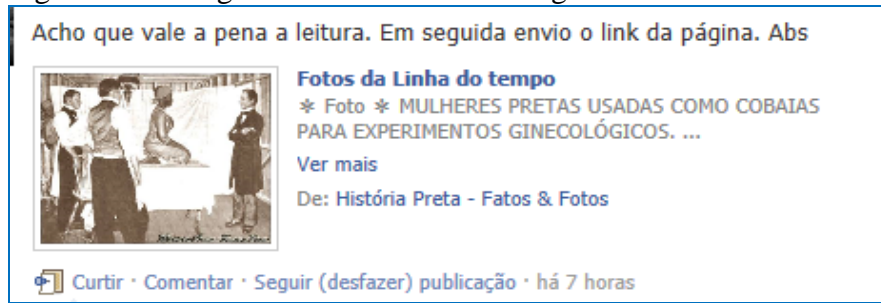 Acho que vale a pena a leitura. Em seguida envio o link da página. Abs
Fotos da Linha do tempo
* Foto * MULHERES PRETAS USADAS COMO COBAIAS
PARA EXPERIMENTOS GINECOLÓGICOS. ...
Ver mais
De: História Preta - Fatos & Fotos
Curtir · Comentar · Seguir (desfazer) publicação · há 7 horas